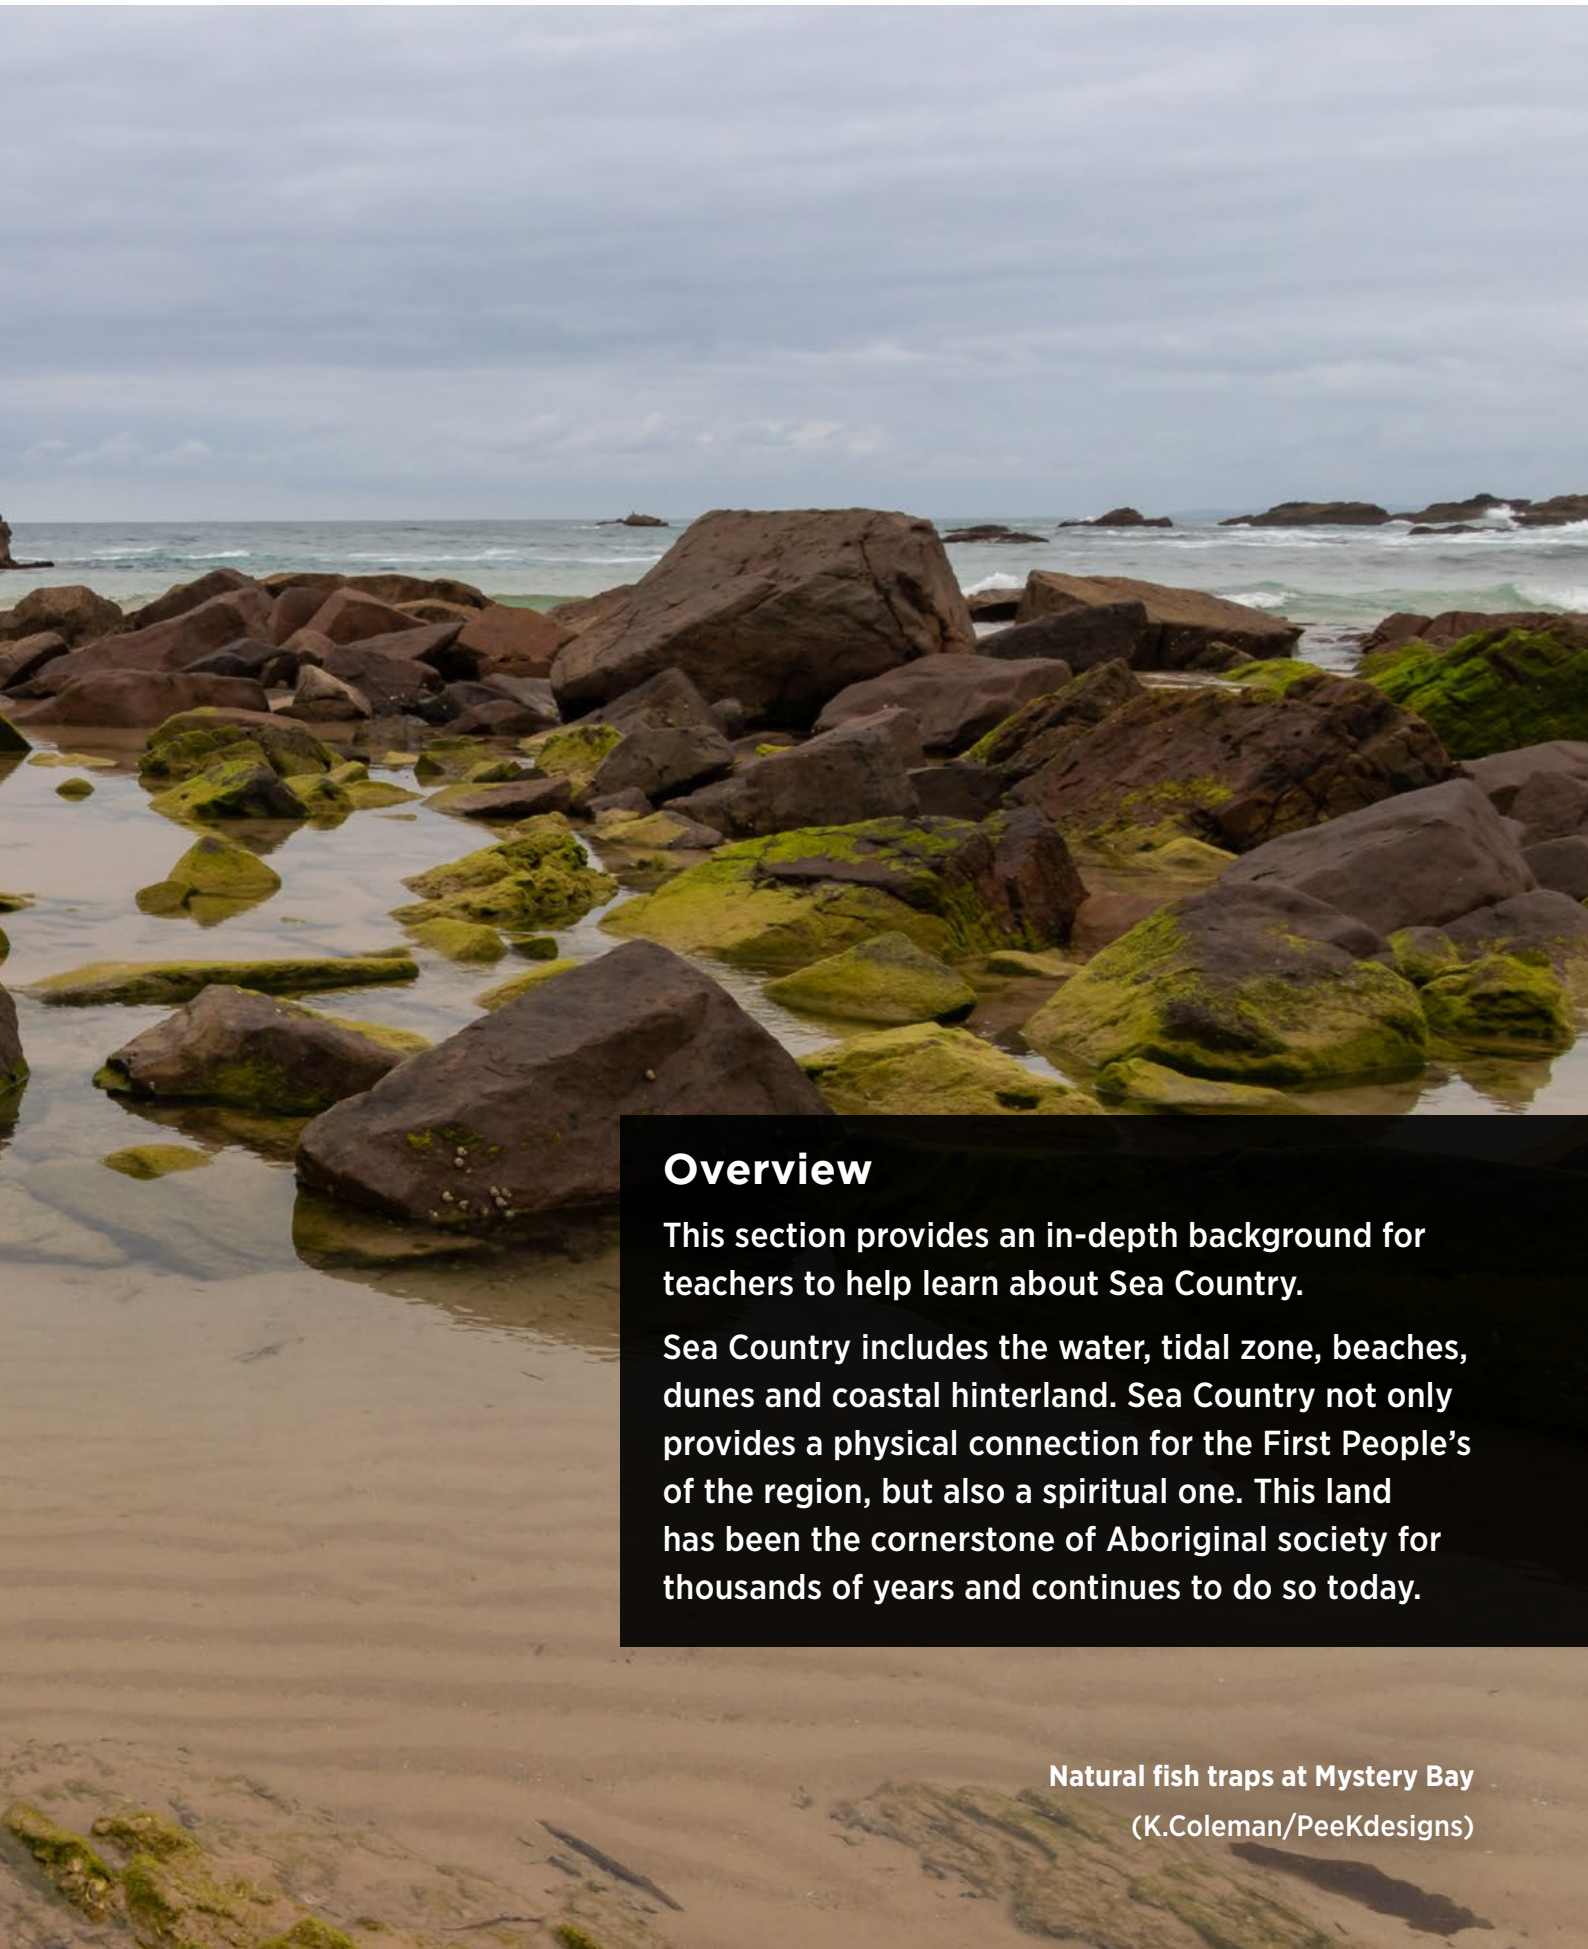 Overview
This section provides an in-depth background for
teachers to help learn about Sea Country.
Sea Country includes the water, tidal zone, beaches,
dunes and coastal hinterland. Sea Country not only
provides a physical connection for the First People's
of the region, but also a spiritual one. This land
has been the cornerstone of Aboriginal society for
thousands of years and continues to do so today.
Natural fish traps at Mystery Bay
(K.Coleman/PeeKdesigns)